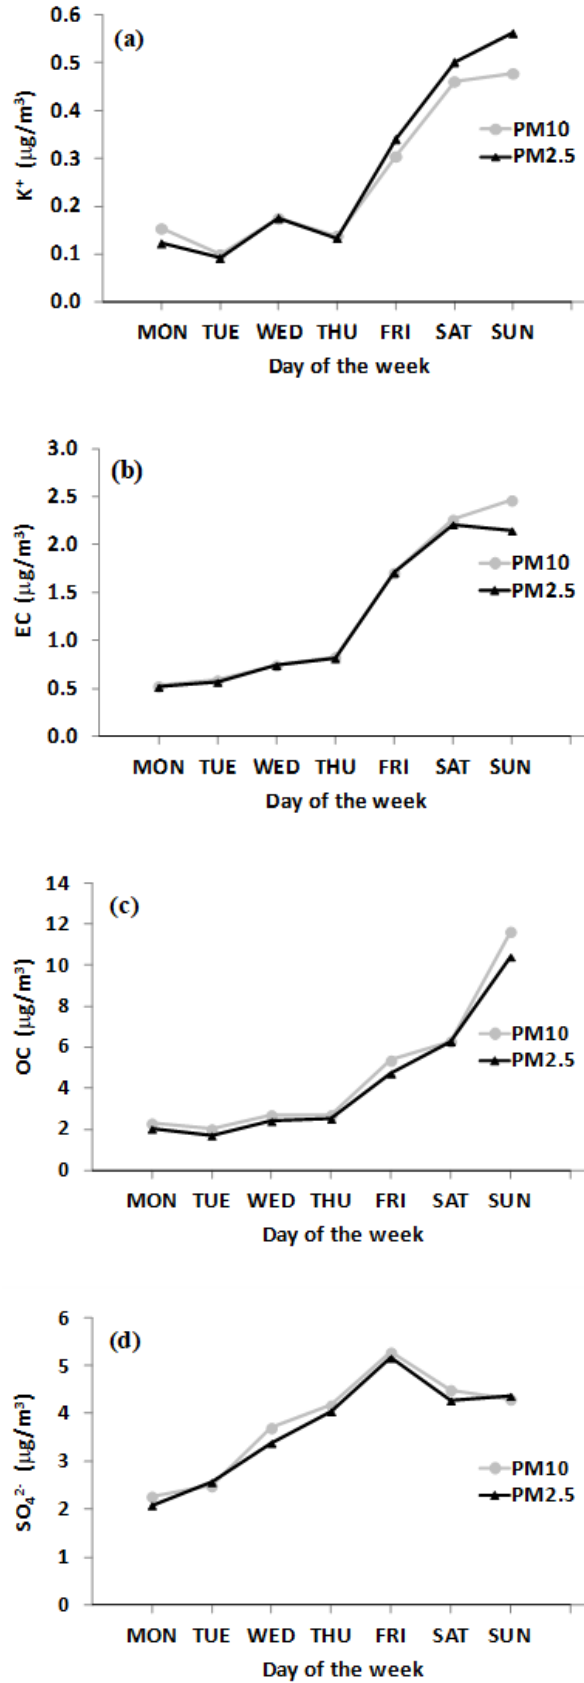 0.6
(a)
0.5
0.4
0.3
0.2
0.1
0.0
K⁺ (μg/m³)
PM10
PM2.5
MON TUE WED THU FRI SAT SUN
Day of the week
3.0
(b)
2.5
2.0
1.5
1.0
0.5
0.0
EC (μg/m³)
PM10
PM2.5
MON TUE WED THU FRI SAT SUN
Day of the week
14
(c)
12
10
8
6
4
2
0
OC (μg/m³)
PM10
PM2.5
MON TUE WED THU FRI SAT SUN
Day of the week
6
(d)
5
4
3
2
1
0
SO₄²⁻ (μg/m³)
PM10
PM2.5
MON TUE WED THU FRI SAT SUN
Day of the week